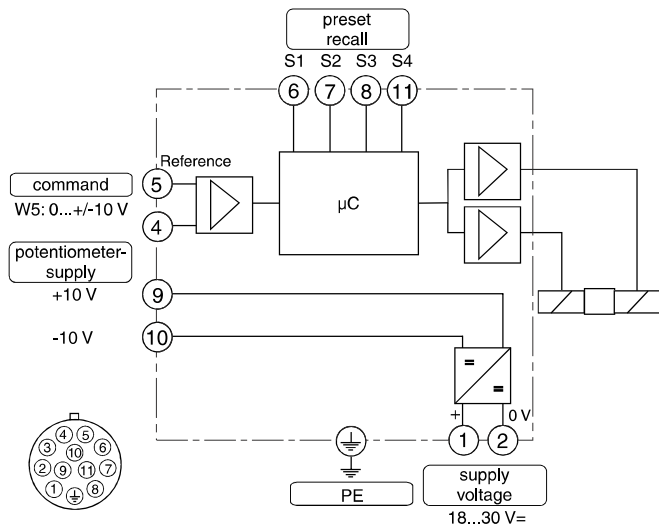 preset
recall
S1 S2 S3 S4
6 7 8 11
Reference
5
command
W5: 0...+/-10 V
4
µC
potentiometer-
supply
+10 V
9
-10 V
10
=
=
+ 0 V
1 2
4 5
3 10 6
2 9 11 7
1 8
PE
supply
voltage
18...30 V=